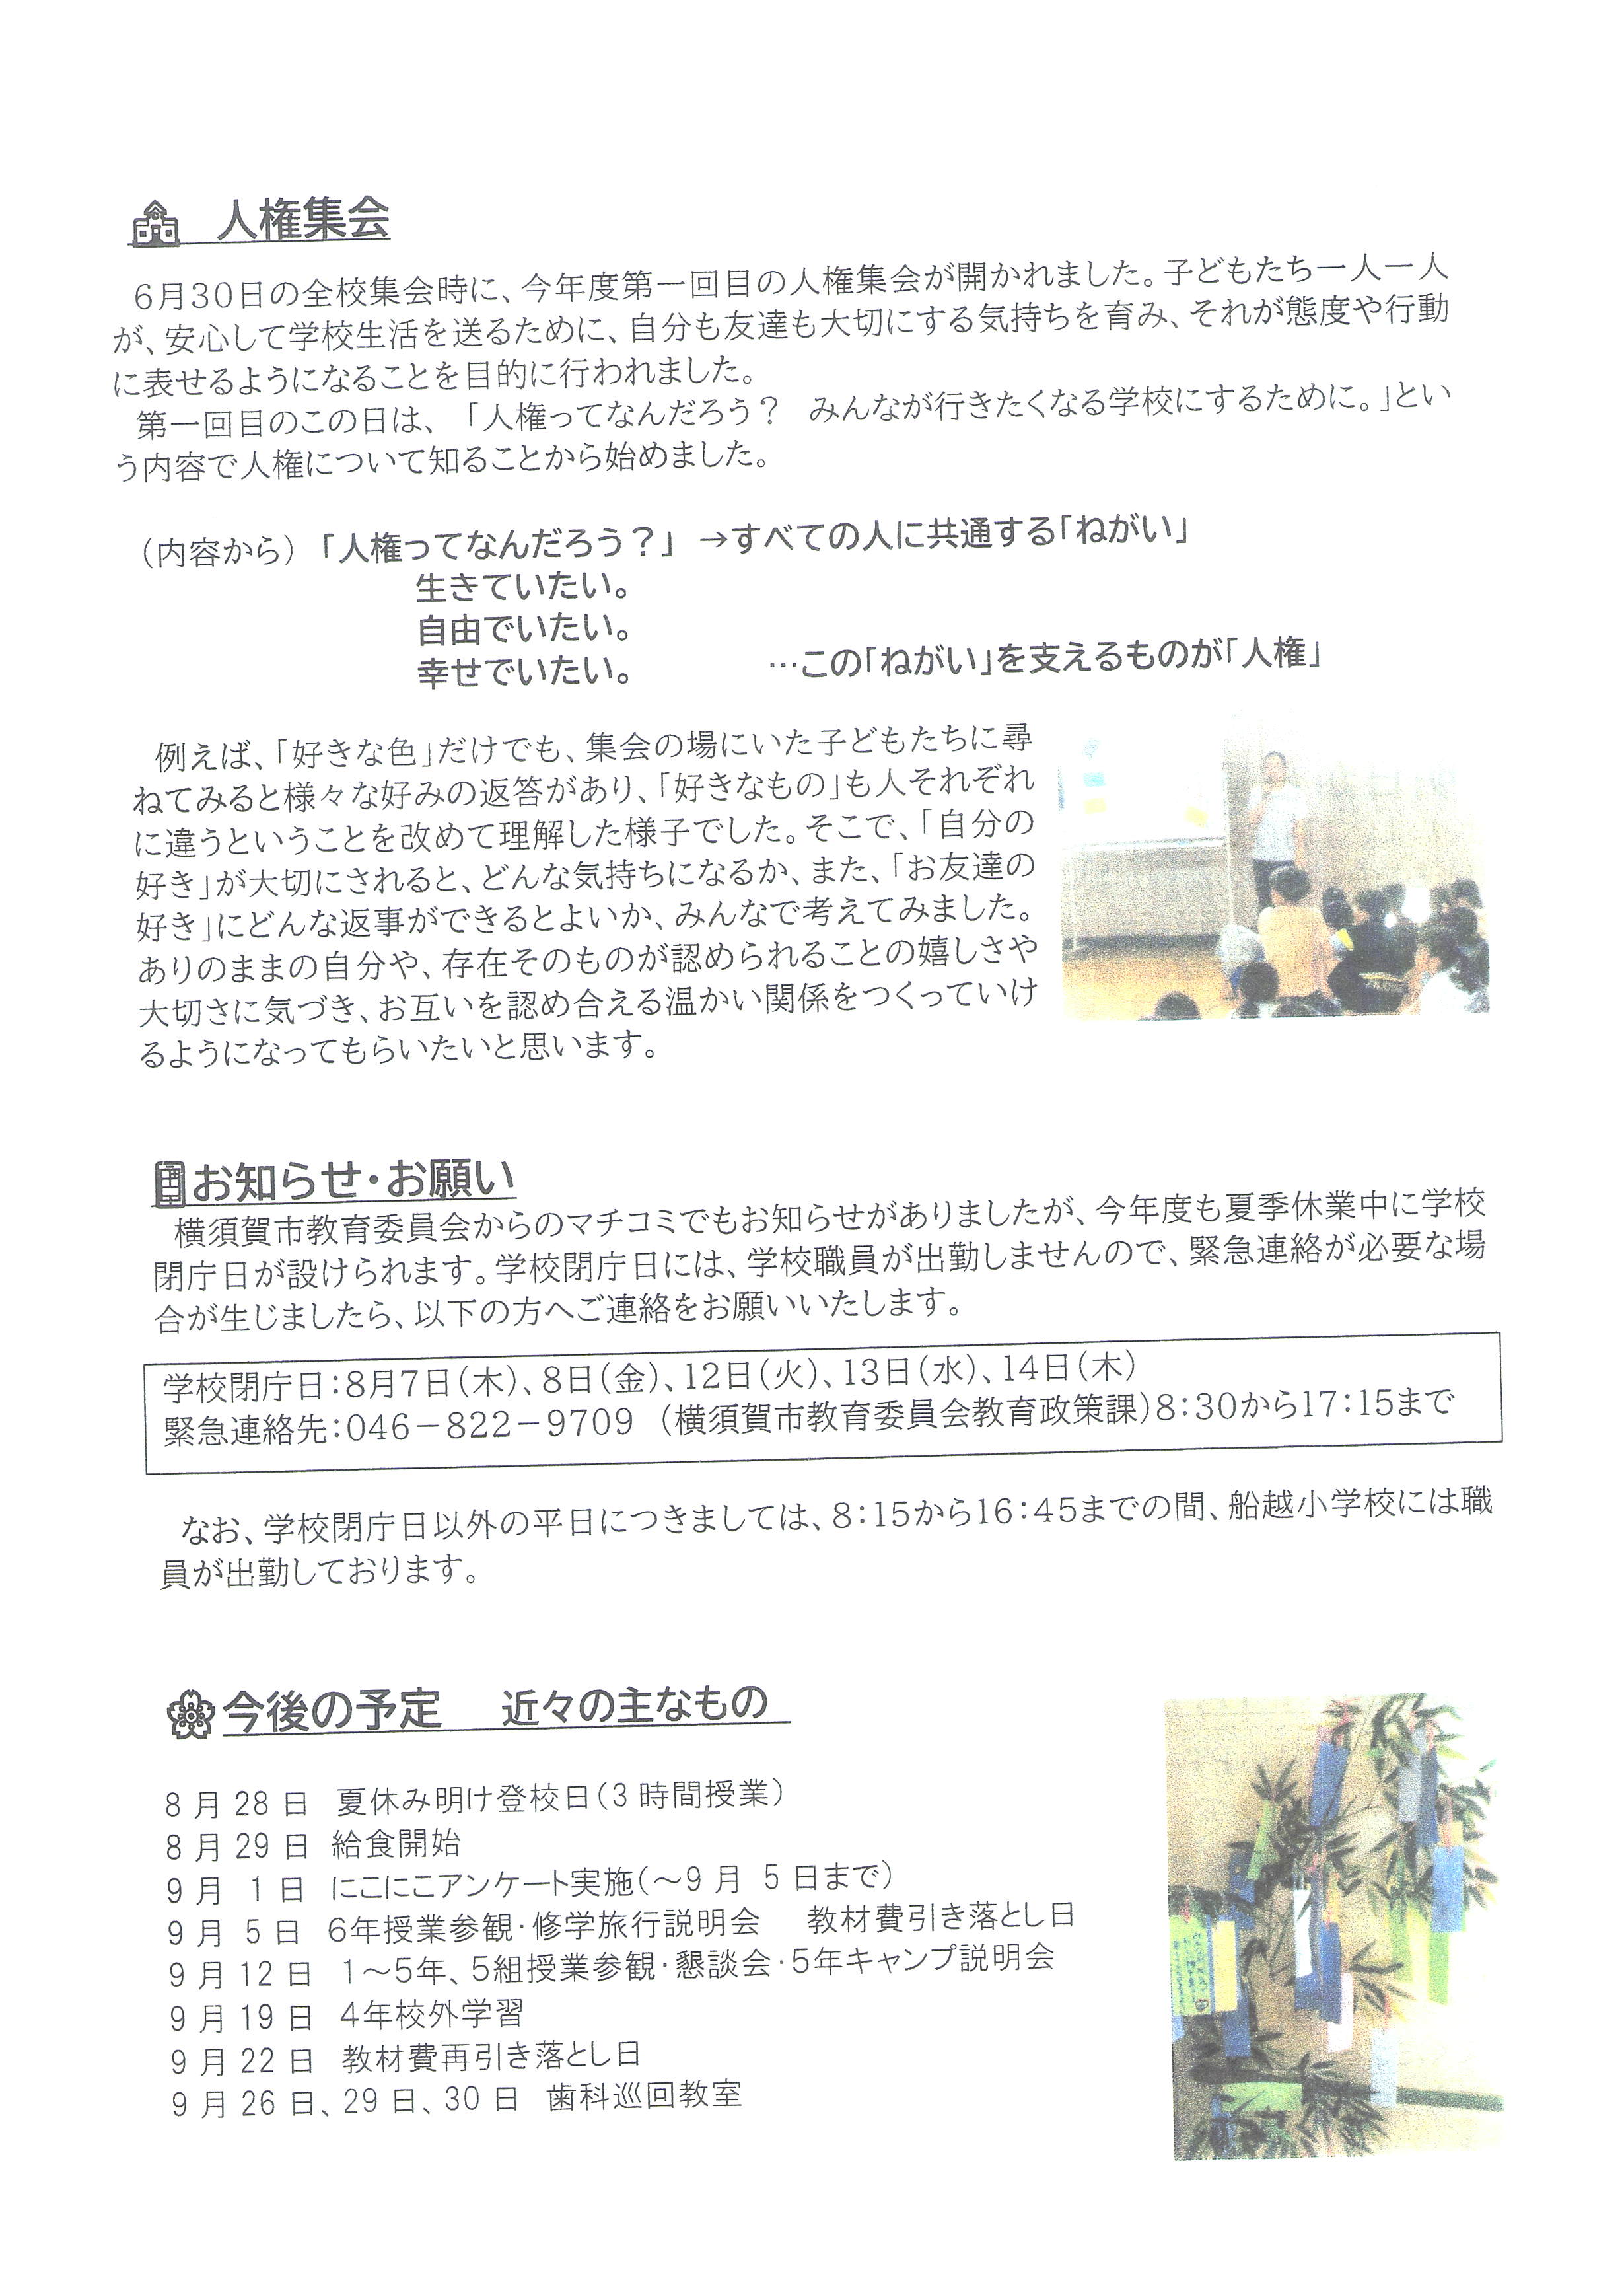 人権集会
6月30日の全校集会時に、今年度第一回目の人権集会が開かれました。子どもたち一人一人
が、安心して学校生活を送るために、自分も友達も大切にする気持ちを育み、それが態度や行動
に表せるようになることを目的に行われました。
第一回目のこの日は、「人権ってなんだろう？　みんなが行きたくなる学校にするために。」とい
う内容で人権について知ることから始めました。
（内容から）「人権ってなんだろう？」 →すべての人に共通する「ねがい」
生きていたい。
自由でいたい。
幸せでいたい。　　　…この「ねがい」を支えるものが「人権」
例えば、「好きな色」だけでも、集会の場にいた子どもたちに尋
ねてみると様々な好みの返答があり、「好きなもの」も人それぞれ
に違うということを改めて理解した様子でした。そこで、「自分の
好き」が大切にされると、どんな気持ちになるか、また、「お友達の
好き」にどんな返事ができるとよいか、みんなで考えてみました。
ありのままの自分や、存在そのものが認められることの嬉しさや
大切さに気づき、お互いを認め合える温かい関係をつくっていけ
るようになってもらいたいと思います。
お知らせ・お願い
横須賀市教育委員会からのマチコミでもお知らせがありましたが、今年度も夏季休業中に学校
閉庁日が設けられます。学校閉庁日には、学校職員が出勤しませんので、緊急連絡が必要な場
合が生じましたら、以下の方へご連絡をお願いいたします。
学校閉庁日：8月7日（木）、8日（金）、12日（火）、13日（水）、14日（木）
緊急連絡先：046－822－9709 （横須賀市教育委員会教育政策課）8：30から17：15まで
なお、学校閉庁日以外の平日につきましては、8：15から16：45までの間、船越小学校には職
員が出勤しております。
今後の予定　近々の主なもの
8 月 28 日　夏休み明け登校日（3 時間授業）
8 月 29 日　給食開始
9 月 1 日　にこにこアンケート実施（～9 月 5 日まで）
9 月 5 日　6年授業参観・修学旅行説明会　教材費引き落とし日
9 月 12 日　1～5年、5組授業参観・懇談会・5年キャンプ説明会
9 月 19 日　4年校外学習
9 月 22 日　教材費再引き落とし日
9 月 26 日、29 日、30 日　歯科巡回教室